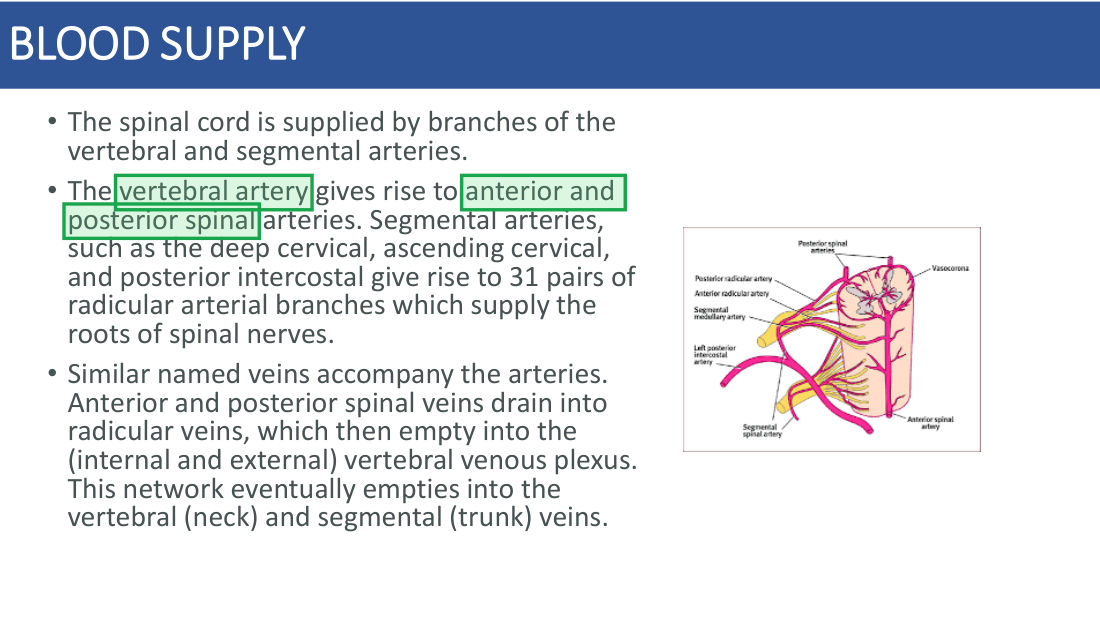 BLOOD SUPPLY
• The spinal cord is supplied by branches of the
vertebral and segmental arteries.
• The vertebral artery gives rise to anterior and
posterior spinal arteries. Segmental arteries,
such as the deep cervical, ascending cervical,
and posterior intercostal give rise to 31 pairs of
radicular arterial branches which supply the
roots of spinal nerves.
• Similar named veins accompany the arteries.
Anterior and posterior spinal veins drain into
radicular veins, which then empty into the
(internal and external) vertebral venous plexus.
This network eventually empties into the
vertebral (neck) and segmental (trunk) veins.
Posterior spinal
arteries
Vasocorona
Posterior radicular artery
Anterior radicular artery
Segmental
medullary artery
Left posterior
intercostal
artery
Segmental
spinal artery
Anterior spinal
artery